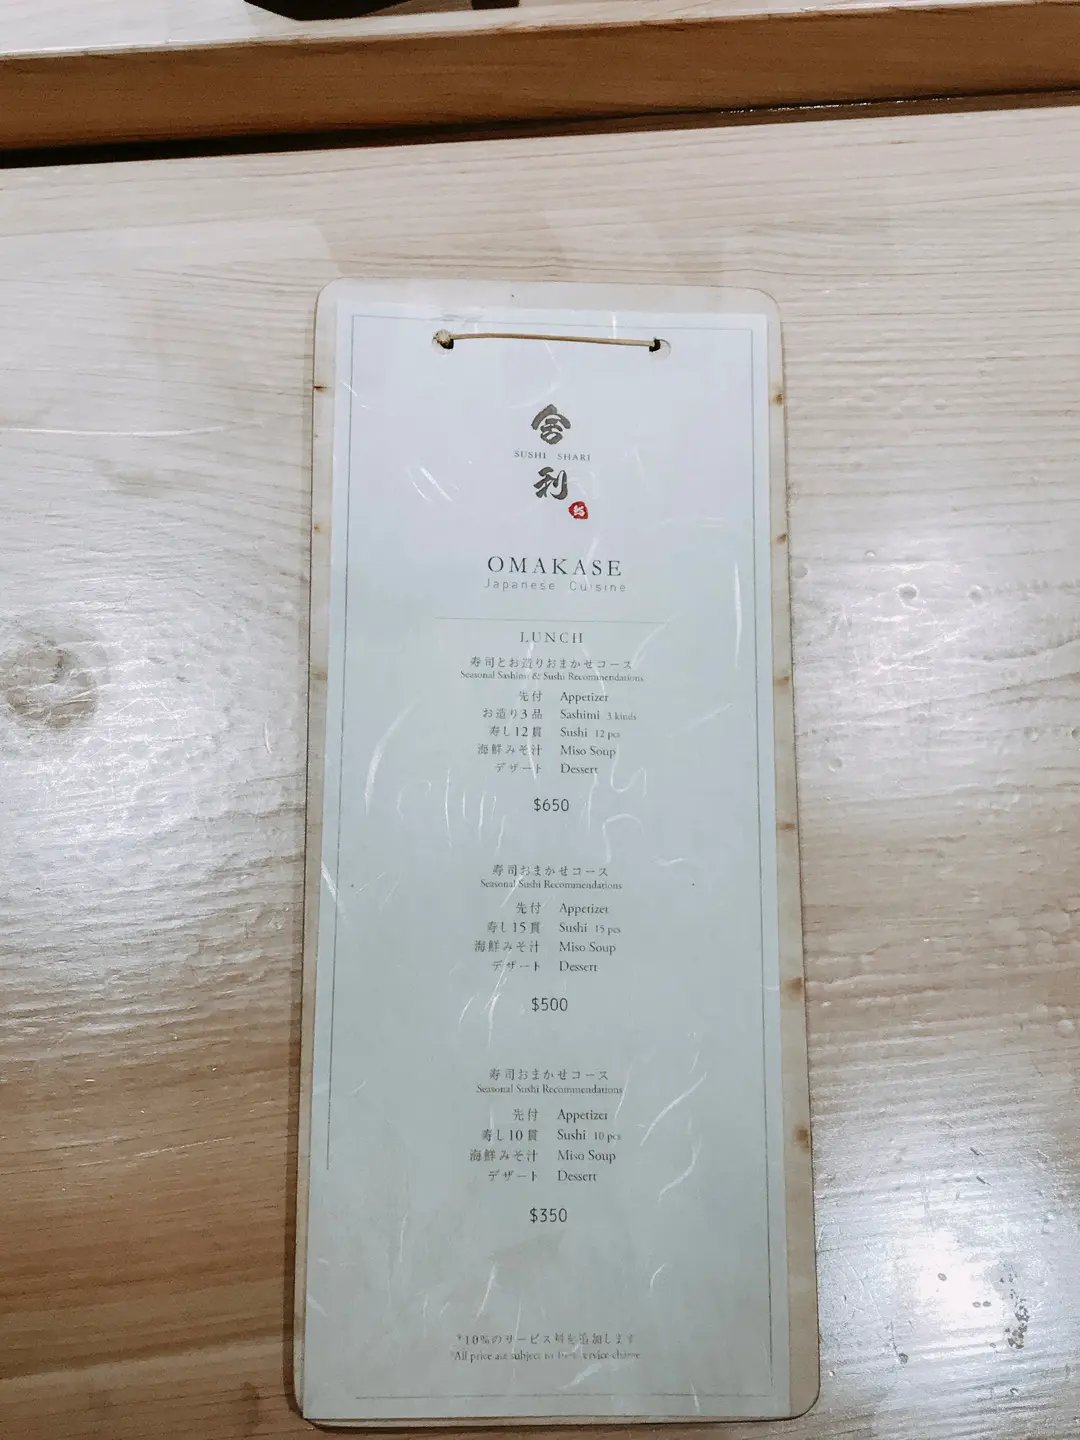 舎
SUSHI SHARI
利
OMAKASE
Japanese Cuisine
LUNCH
寿司とお造りおまかせコース
Seasonal Sashimi & Sushi Recommendations
先付 Appetizer
お造り3品 Sashimi 3 kinds
寿し12貫 Sushi 12 pcs
海鮮みそ汁 Miso Soup
デザート Dessert
$650
寿司おまかせコース
Seasonal Sushi Recommendations
先付 Appetizer
寿し15貫 Sushi 15 pcs
海鮮みそ汁 Miso Soup
デザート Dessert
$500
寿司おまかせコース
Seasonal Sushi Recommendations
先付 Appetizer
寿し10貫 Sushi 10 pcs
海鮮みそ汁 Miso Soup
デザート Dessert
$350
*10%のサービス料を追加します
*All price are subject to 10% service charge